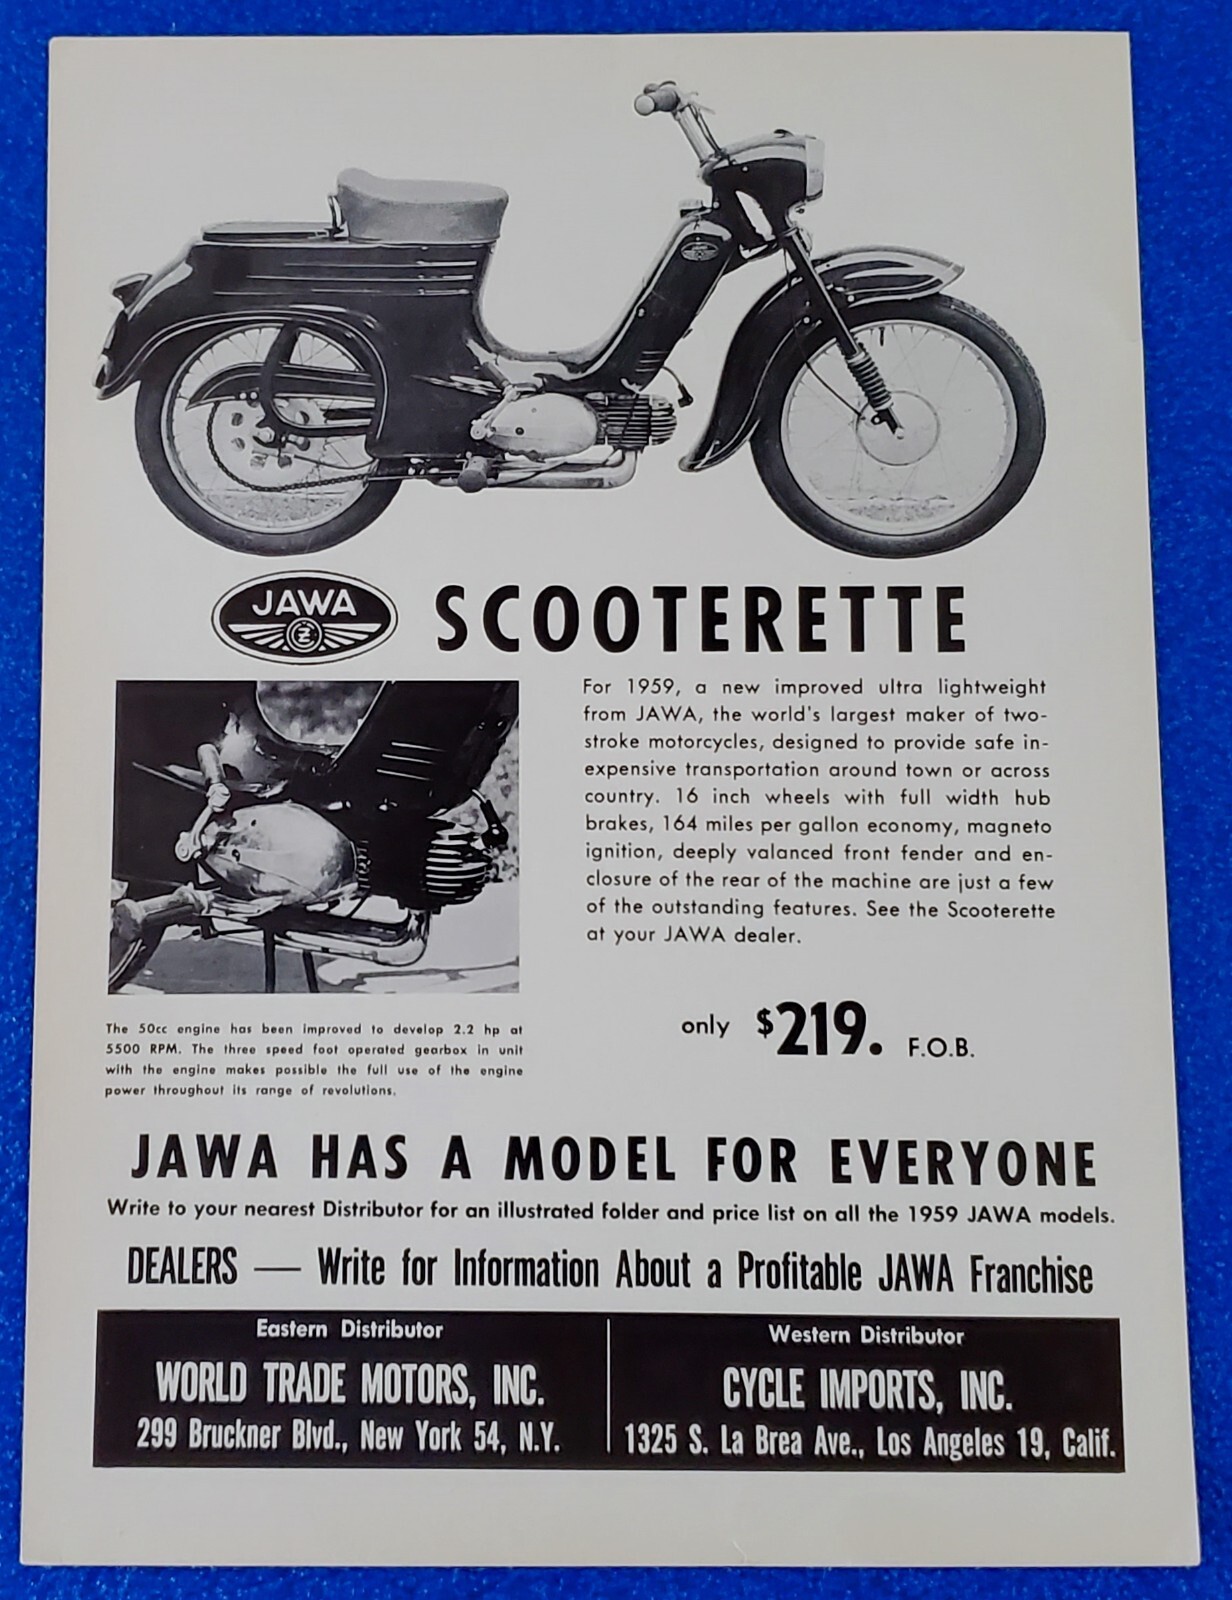 JAWA
SCOOTERETTE
For 1959, a new improved ultra lightweight
from JAWA, the world's largest maker of two-
stroke motorcycles, designed to provide safe in-
expensive transportation around town or across
country. 16 inch wheels with full width hub
brakes, 164 miles per gallon economy, magneto
ignition, deeply valanced front fender and en-
closure of the rear of the machine are just a few
of the outstanding features. See the Scooterette
at your JAWA dealer.
only $219. F.O.B.
The 50cc engine has been improved to develop 2.2 hp at
5500 RPM. The three speed foot operated gearbox in unit
with the engine makes possible the full use of the engine
power throughout its range of revolutions.
JAWA HAS A MODEL FOR EVERYONE
Write to your nearest Distributor for an illustrated folder and price list on all the 1959 JAWA models.
DEALERS — Write for Information About a Profitable JAWA Franchise
Eastern Distributor
WORLD TRADE MOTORS, INC.
299 Bruckner Blvd., New York 54, N.Y.
Western Distributor
CYCLE IMPORTS, INC.
1325 S. La Brea Ave., Los Angeles 19, Calif.